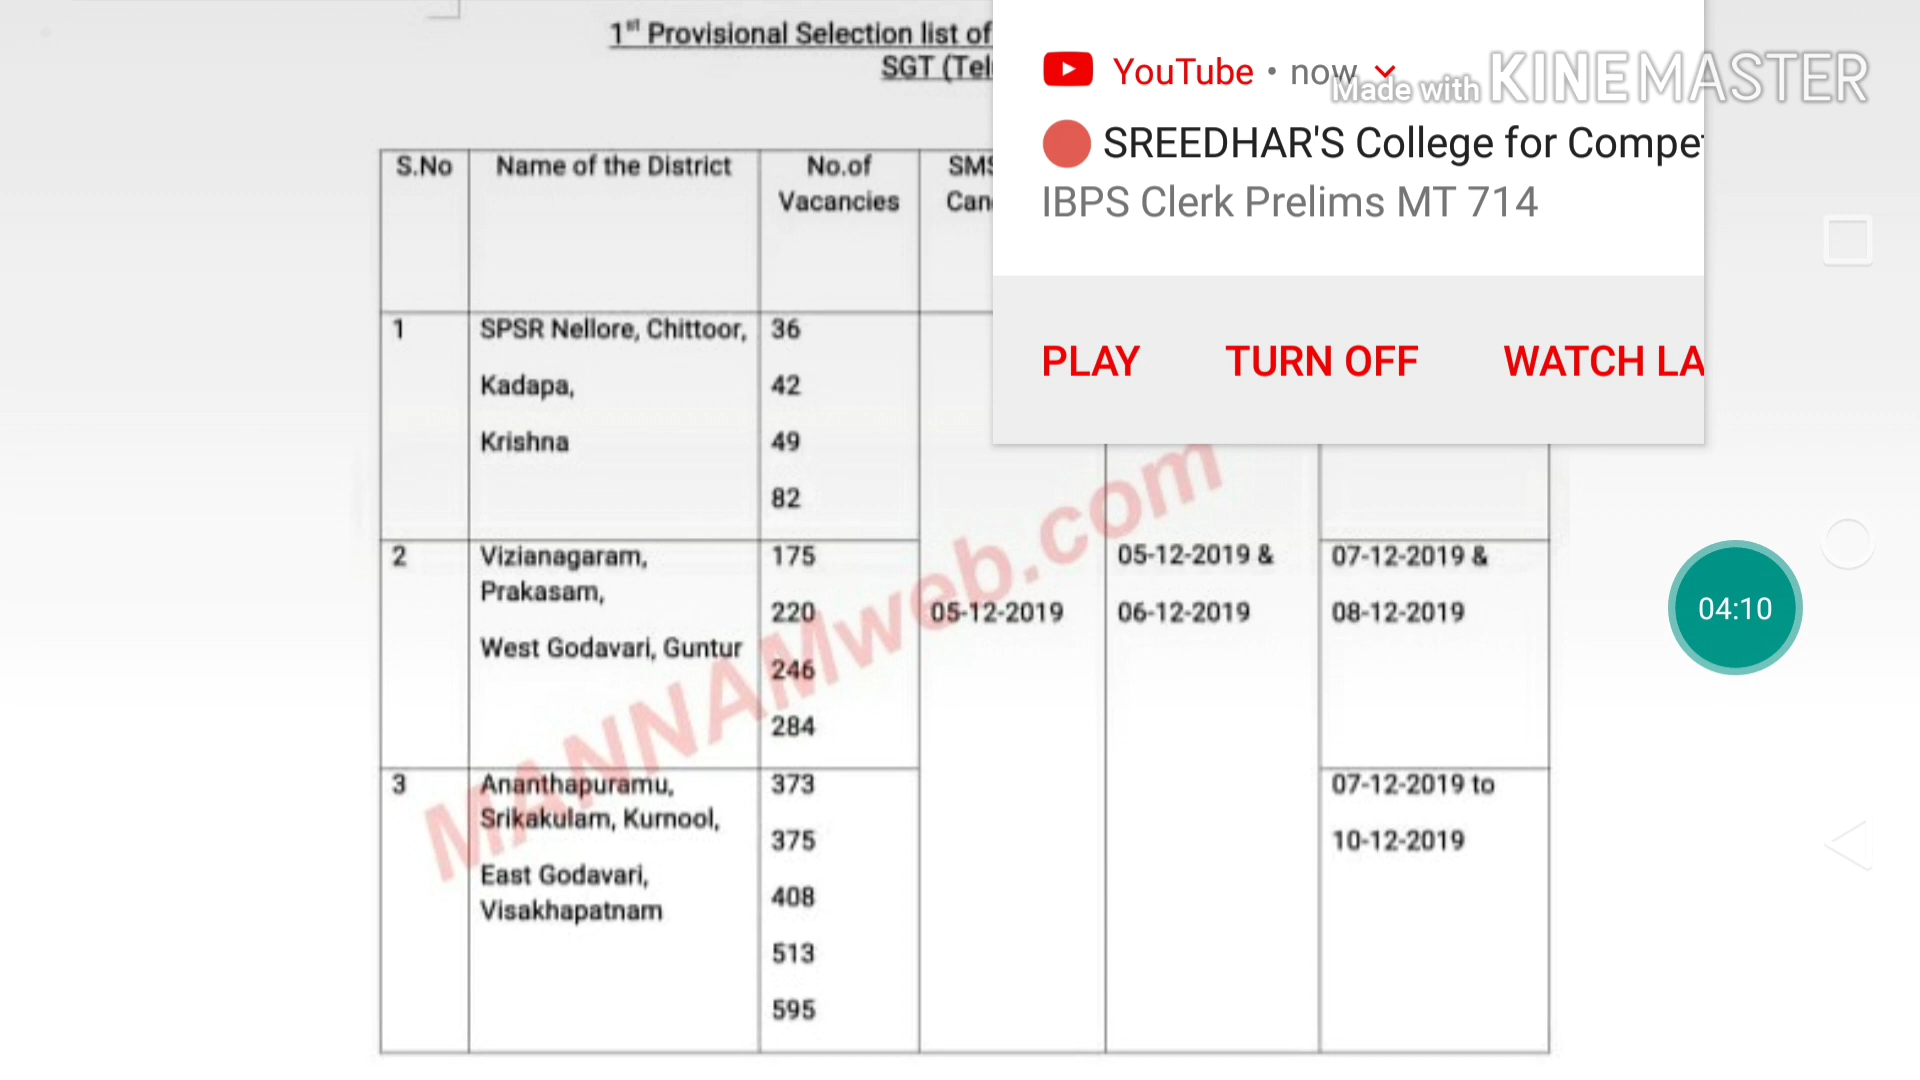 1st Provisional Selection list of
SGT (Tel
YouTube • now
Made with KINEMASTER
SREEDHAR'S College for Compet
IBPS Clerk Prelims MT 714
PLAY TURN OFF WATCH LA
S.No Name of the District No.of Vacancies SMS Can
1 SPSR Nellore, Chittoor, 36
Kadapa, 42
Krishna 49
82
2 Vizianagaram, 175 05-12-2019 & 07-12-2019 &
Prakasam,
220 05-12-2019 06-12-2019 08-12-2019
West Godavari, Guntur
246
284
3 Ananthapuramu, 373 07-12-2019 to
Srikakulam, Kurnool,
375 10-12-2019
East Godavari,
408
Visakhapatnam
513
595
MANNAMweb.com
04:10